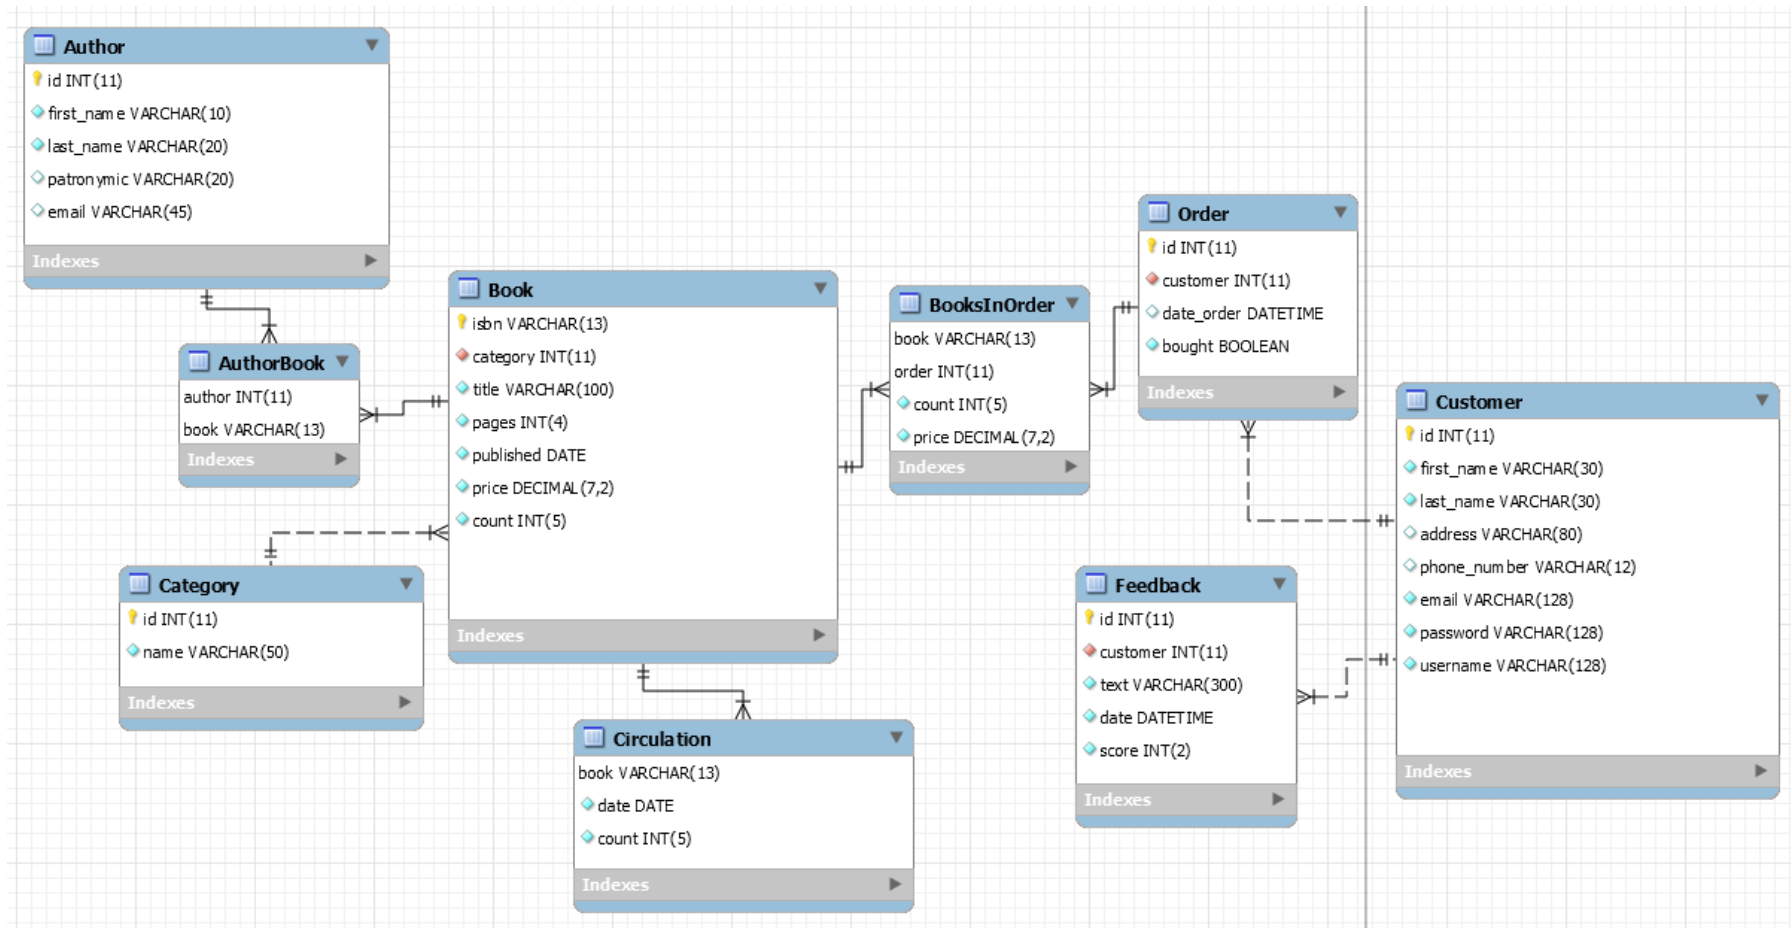 Author
id INT(11)
first_name VARCHAR(10)
last_name VARCHAR(20)
patronymic VARCHAR(20)
email VARCHAR(45)
Indexes
AuthorBook
author INT(11)
book VARCHAR(13)
Indexes
Category
id INT(11)
name VARCHAR(50)
Indexes
Book
isbn VARCHAR(13)
category INT(11)
title VARCHAR(100)
pages INT(4)
published DATE
price DECIMAL(7,2)
count INT(5)
Indexes
Circulation
book VARCHAR(13)
date DATE
count INT(5)
Indexes
BooksInOrder
book VARCHAR(13)
order INT(11)
count INT(5)
price DECIMAL(7,2)
Indexes
Order
id INT(11)
customer INT(11)
date_order DATETIME
bought BOOLEAN
Indexes
Feedback
id INT(11)
customer INT(11)
text VARCHAR(300)
date DATETIME
score INT(2)
Indexes
Customer
id INT(11)
first_name VARCHAR(30)
last_name VARCHAR(30)
address VARCHAR(80)
phone_number VARCHAR(12)
email VARCHAR(128)
password VARCHAR(128)
username VARCHAR(128)
Indexes